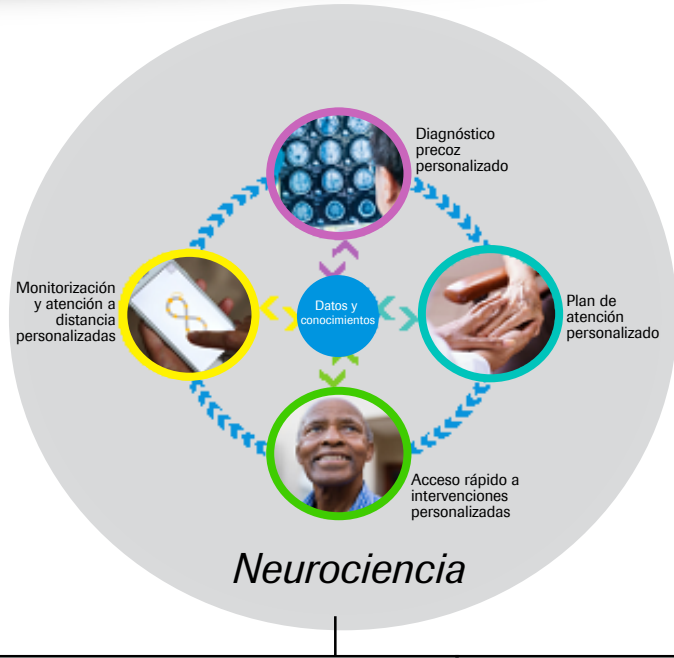 Diagnóstico
precoz
personalizado
Monitorización
y atención a
distancia
personalizadas
Datos y
conocimientos
Plan de
atención
personalizado
Acceso rápido a
intervenciones
personalizadas
Neurociencia